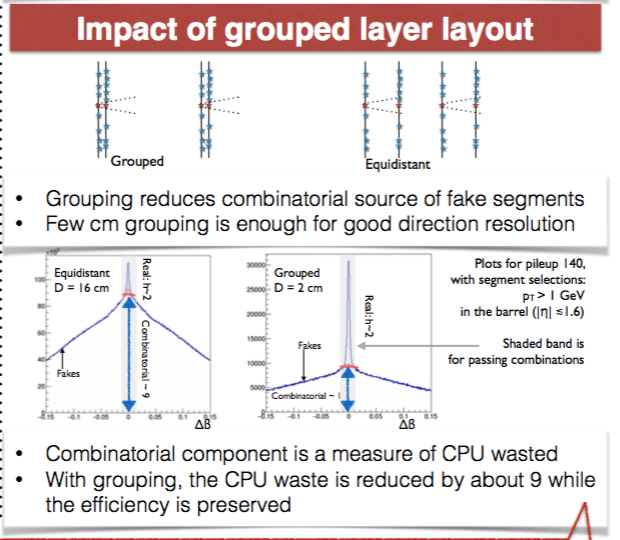 Impact of grouped layer layout
Grouped
Equidistant
• Grouping reduces combinatorial source of fake segments
• Few cm grouping is enough for good direction resolution
×10³
Equidistant
D = 16 cm
Real: h~2
Combinatorial ~ 9
Fakes
100
80
60
40
20
0
-0.15 -0.1 -0.05 0 0.05 0.1 0.15
Δβ
Grouped
D = 2 cm
Real: h~2
Fakes
Combinatorial ~ 1
30000
25000
20000
15000
10000
5000
0
-0.15 -0.1 -0.05 0 0.05 0.1 0.15
Δβ
Plots for pileup 140,
with segment selections:
pT > 1 GeV
in the barrel (|η| ≤1.6)
Shaded band is
for passing combinations
• Combinatorial component is a measure of CPU wasted
• With grouping, the CPU waste is reduced by about 9 while
the efficiency is preserved